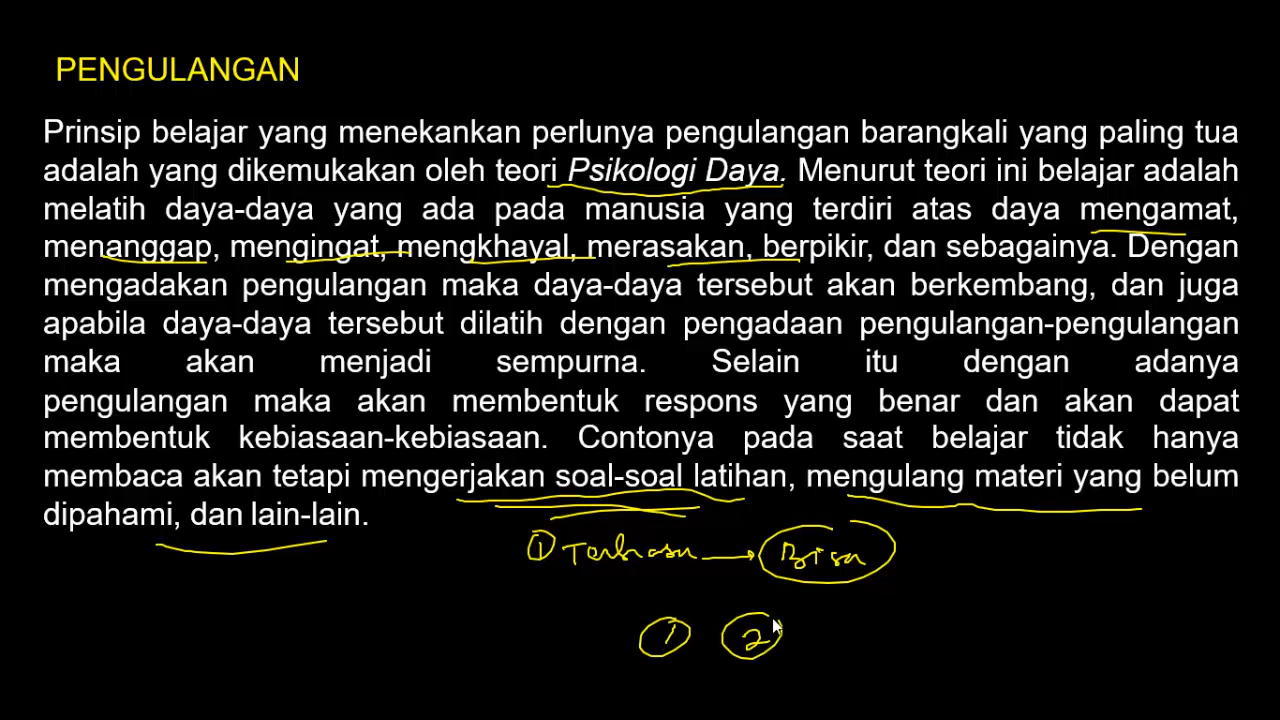 PENGULANGAN
Prinsip belajar yang menekankan perlunya pengulangan barangkali yang paling tua
adalah yang dikemukakan oleh teori Psikologi Daya. Menurut teori ini belajar adalah
melatih daya-daya yang ada pada manusia yang terdiri atas daya mengamat,
menanggap, mengingat, mengkhayal, merasakan, berpikir, dan sebagainya. Dengan
mengadakan pengulangan maka daya-daya tersebut akan berkembang, dan juga
apabila daya-daya tersebut dilatih dengan pengadaan pengulangan-pengulangan
maka akan menjadi sempurna. Selain itu dengan adanya
pengulangan maka akan membentuk respons yang benar dan akan dapat
membentuk kebiasaan-kebiasaan. Contonya pada saat belajar tidak hanya
membaca akan tetapi mengerjakan soal-soal latihan, mengulang materi yang belum
dipahami, dan lain-lain.
1 → Bisa
1 2